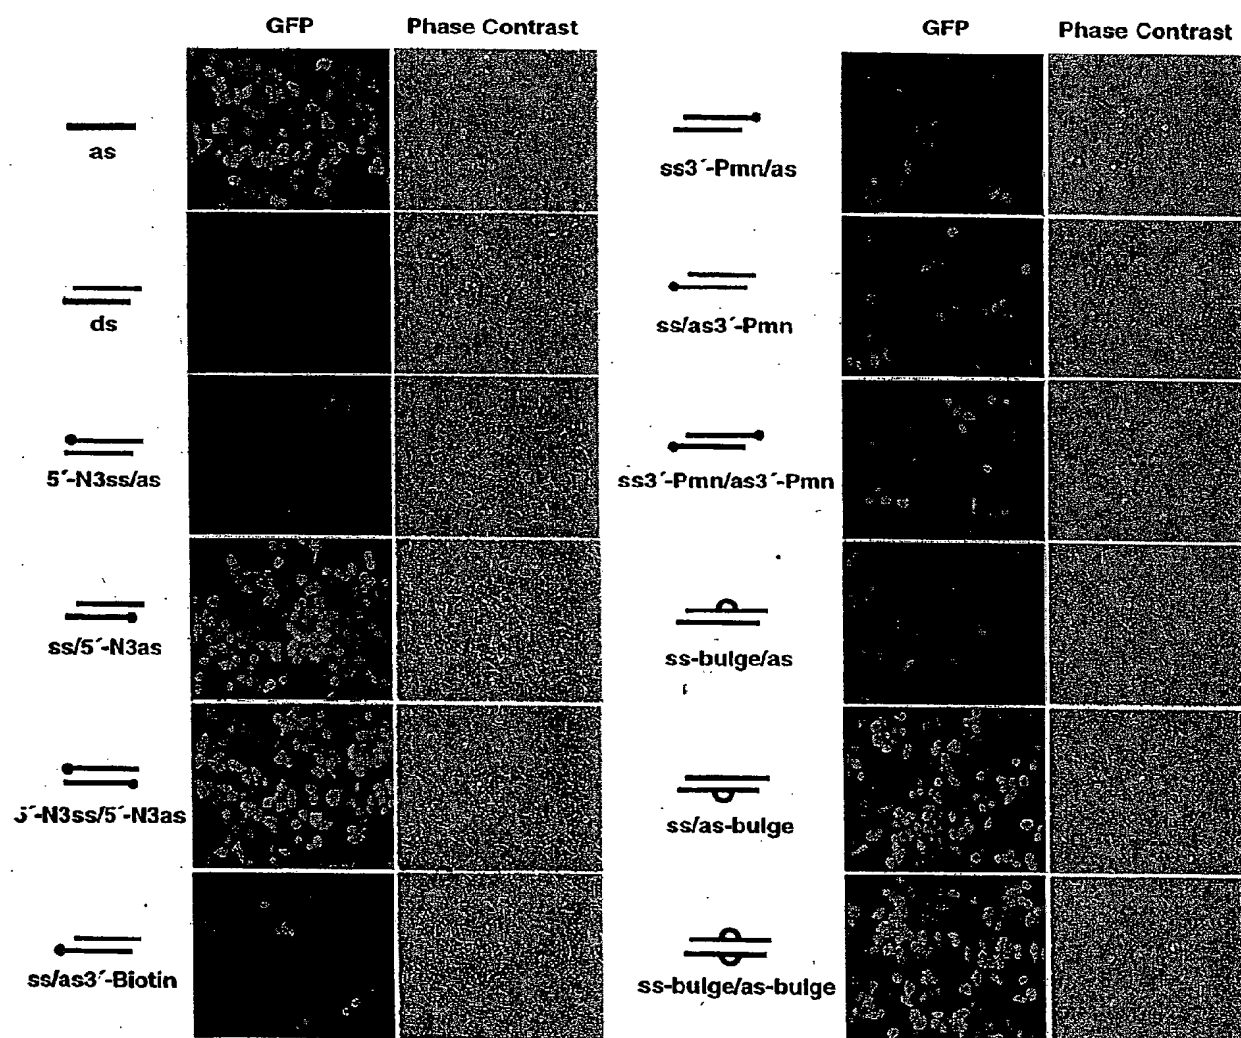 GFP Phase Contrast
as
ds
5´-N3ss/as
ss/5´-N3as
5´-N3ss/5´-N3as
ss/as3´-Biotin
GFP Phase Contrast
ss3´-Pmn/as
ss/as3´-Pmn
ss3´-Pmn/as3´-Pmn
ss-bulge/as
ss/as-bulge
ss-bulge/as-bulge